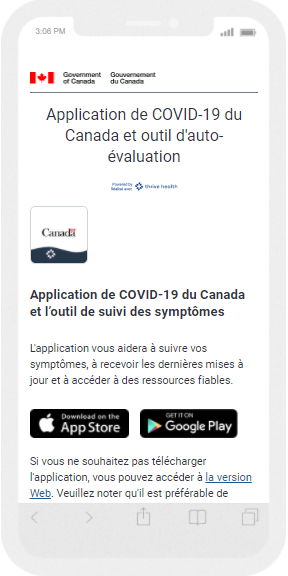 3:06 PM
Government of Canada
Gouvernement du Canada
Application de COVID-19 du
Canada et outil d'auto-
évaluation
Powered by
thrive health
Canada
Application de COVID-19 du Canada
et l'outil de suivi des symptômes
L'application vous aidera à suivre vos
symptômes, à recevoir les dernières mises à
jour et à accéder à des ressources fiables.
Download on the
App Store
GET IT ON
Google Play
Si vous ne souhaitez pas télécharger
l'application, vous pouvez accéder à la version
Web. Veuillez noter qu'il est préférable de